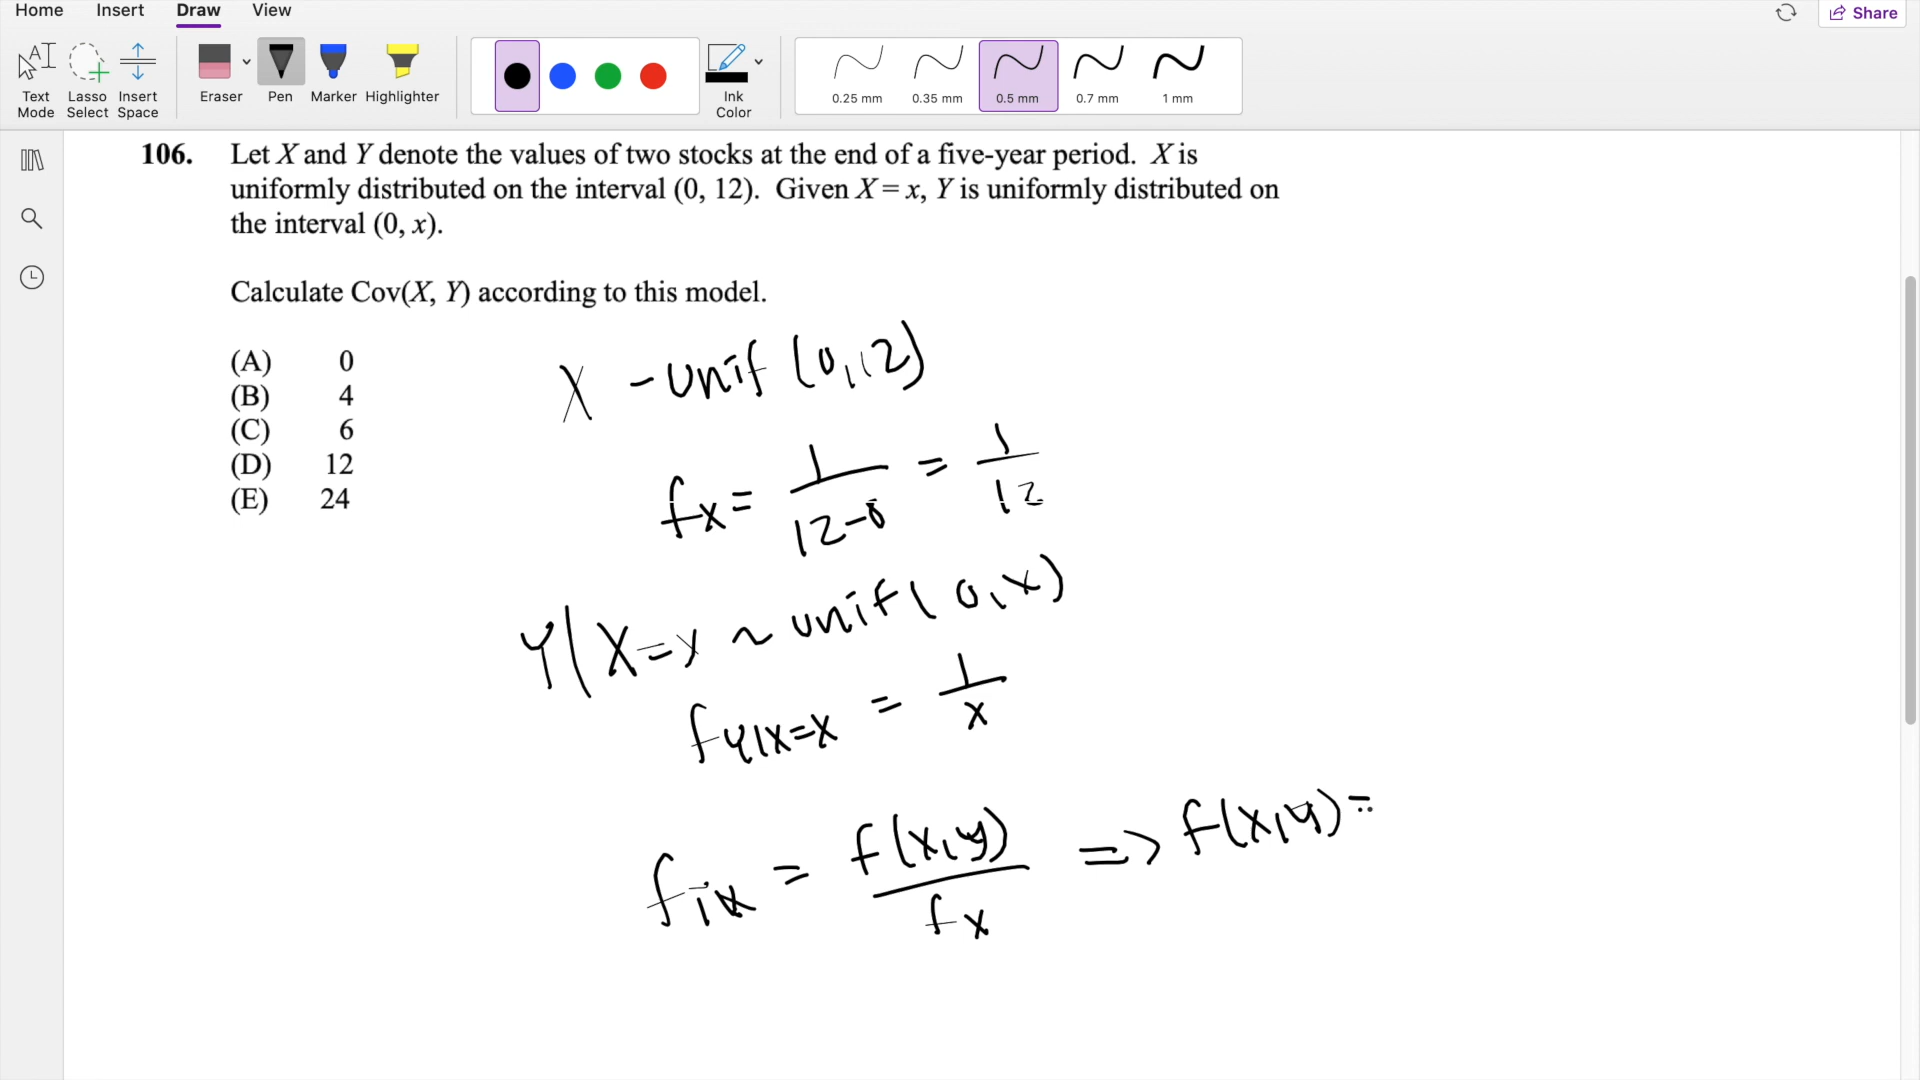 Home Insert Draw View
Share
Text Mode
Lasso Select
Insert Space
Eraser
Pen
Marker
Highlighter
Ink Color
0.25 mm
0.35 mm
0.5 mm
0.7 mm
1 mm
106. Let X and Y denote the values of two stocks at the end of a five-year period. X is
uniformly distributed on the interval (0, 12). Given X = x, Y is uniformly distributed on
the interval (0, x).
Calculate Cov(X, Y) according to this model.
(A) 0
(B) 4
(C) 6
(D) 12
(E) 24
X - unif (0,12)
fx = 1/(12-0) = 1/12
Y|X=x ~ unif(0,x)
fY|X=x = 1/x
= f(x,y)/fx => f(x,y) =